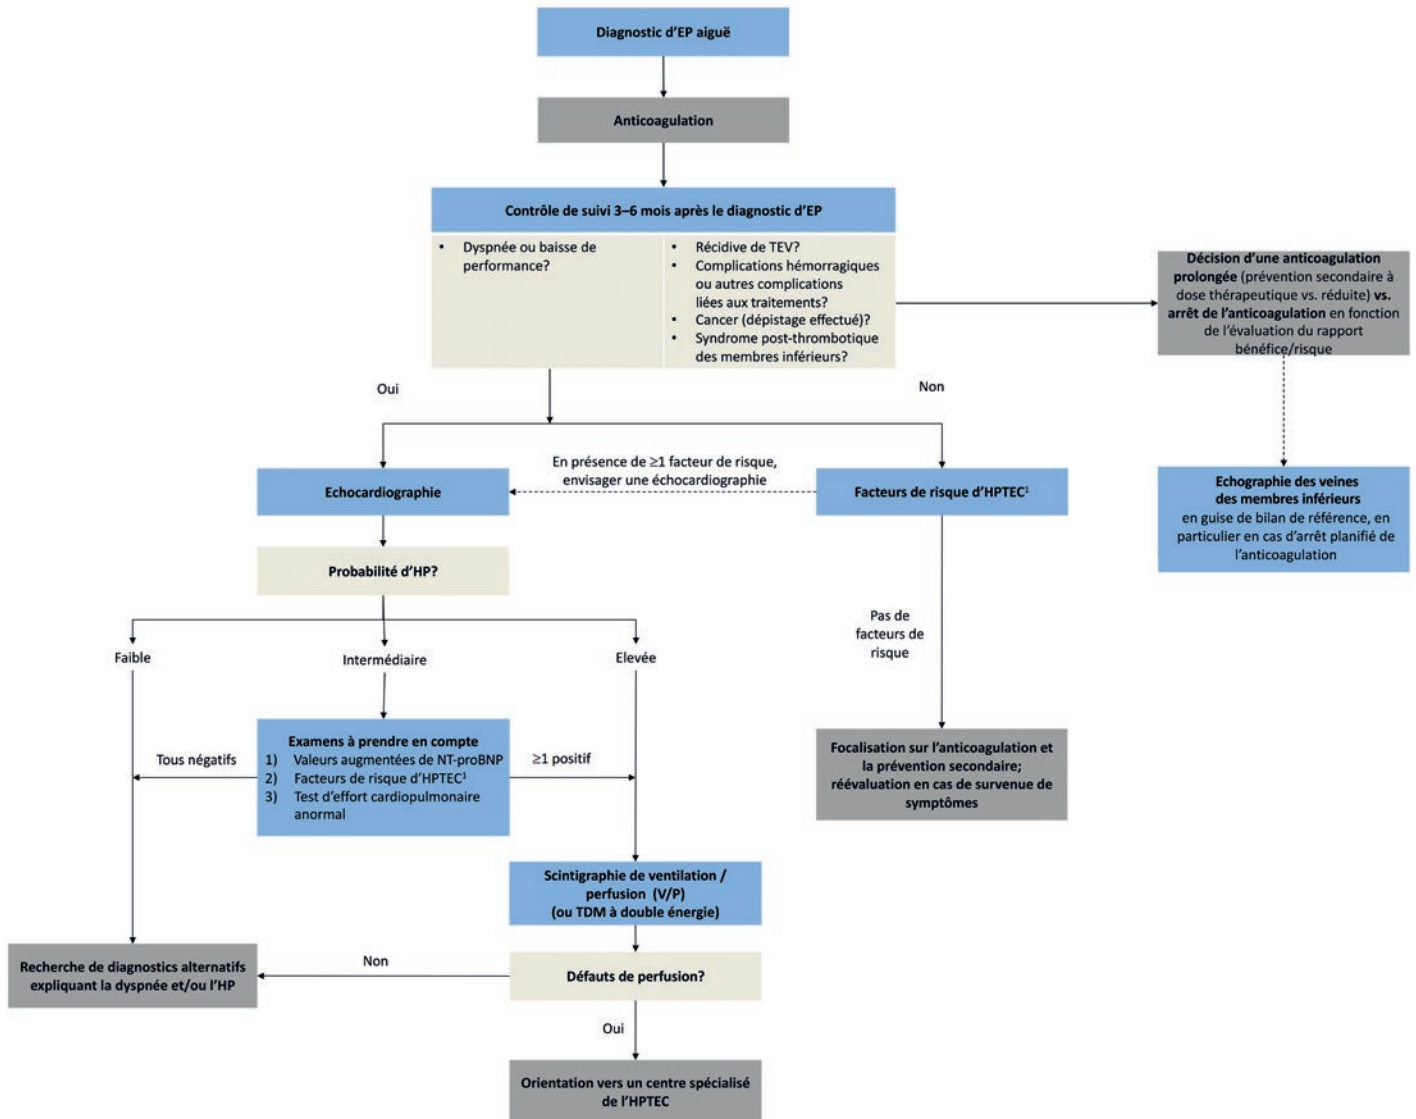 Diagnostic d’EP aiguë
Anticoagulation
Contrôle de suivi 3–6 mois après le diagnostic d’EP
• Dyspnée ou baisse de
performance?
• Récidive de TEV?
• Complications hémorragiques
ou autres complications
liées aux traitements?
• Cancer (dépistage effectué)?
• Syndrome post-thrombotique
des membres inférieurs?
Décision d’une anticoagulation
prolongée (prévention secondaire à
dose thérapeutique vs. réduite) vs.
arrêt de l’anticoagulation en fonction
de l’évaluation du rapport
bénéfice/risque
Oui
Non
Echocardiographie
En présence de ≥1 facteur de risque,
envisager une échocardiographie
Facteurs de risque d’HPTEC¹
Echographie des veines
des membres inférieurs
en guise de bilan de référence, en
particulier en cas d’arrêt planifié de
l’anticoagulation
Probabilité d’HP?
Pas de
facteurs de
risque
Faible
Intermédiaire
Elevée
Tous négatifs
Examens à prendre en compte
1) Valeurs augmentées de NT-proBNP
2) Facteurs de risque d’HPTEC¹
3) Test d’effort cardiopulmonaire
anormal
≥1 positif
Focalisation sur l’anticoagulation et
la prévention secondaire;
réévaluation en cas de survenue de
symptômes
Scintigraphie de ventilation /
perfusion (V/P)
(ou TDM à double énergie)
Recherche de diagnostics alternatifs
expliquant la dyspnée et/ou l’HP
Non
Défauts de perfusion?
Oui
Orientation vers un centre spécialisé
de l’HPTEC